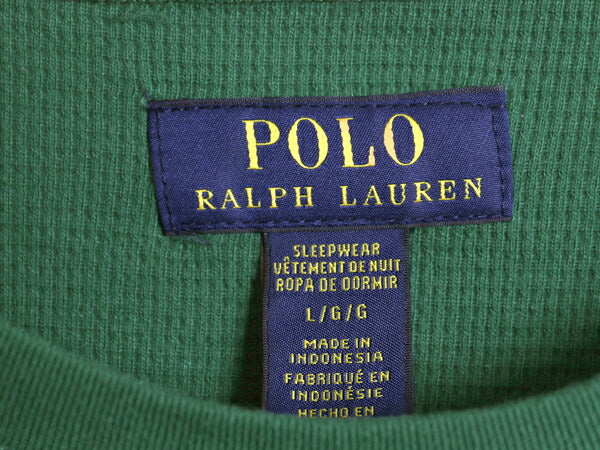 POLO
RALPH LAUREN
SLEEPWEAR
VÊTEMENT DE NUIT
ROPA DE DORMIR
L/G/G
MADE IN
INDONESIA
FABRIQUÉ EN
INDONÉSIE
HECHO EN